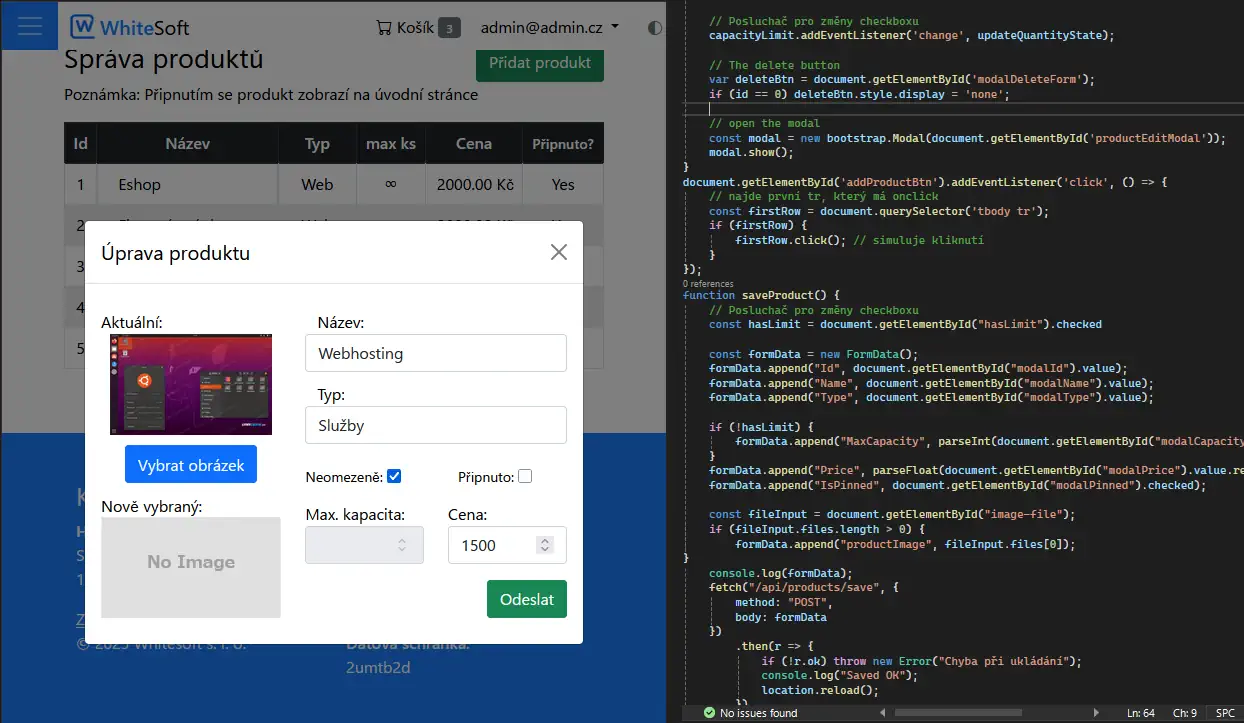 WhiteSoft
Košík 3
admin@admin.cz
Správa produktů
Přidat produkt
Poznámka: Připnutím se produkt zobrazí na úvodní stránce
Id Název Typ max ks Cena Připnuto?
1 Eshop Web ∞ 2000.00 Kč Yes
2
3
4
5
Úprava produktu
Aktuální:
Vybrat obrázek
Nově vybraný:
No Image
Název:
Webhosting
Typ:
Služby
Neomezeně:
Připnuto:
Max. kapacita:
Cena:
1500
Odeslat
© 2025 Whitesoft s. r. o.
Datová schránka:
2umtb2d
// Posluchač pro změny checkboxu
capacityLimit.addEventListener('change', updateQuantityState);
// The delete button
var deleteBtn = document.getElementById('modalDeleteForm');
if (id == 0) deleteBtn.style.display = 'none';
// open the modal
const modal = new bootstrap.Modal(document.getElementById('productEditModal'));
modal.show();
}
document.getElementById('addProductBtn').addEventListener('click', () => {
// najde první tr, který má onclick
const firstRow = document.querySelector('tbody tr');
if (firstRow) {
firstRow.click(); // simuluje kliknutí
}
});
0 references
function saveProduct() {
// Posluchač pro změny checkboxu
const hasLimit = document.getElementById("hasLimit").checked
const formData = new FormData();
formData.append("Id", document.getElementById("modalId").value);
formData.append("Name", document.getElementById("modalName").value);
formData.append("Type", document.getElementById("modalType").value);
if (!hasLimit) {
formData.append("MaxCapacity", parseInt(document.getElementById("modalCapacity
}
formData.append("Price", parseFloat(document.getElementById("modalPrice").value.re
formData.append("IsPinned", document.getElementById("modalPinned").checked);
const fileInput = document.getElementById("image-file");
if (fileInput.files.length > 0) {
formData.append("productImage", fileInput.files[0]);
}
console.log(formData);
fetch("/api/products/save", {
method: "POST",
body: formData
})
.then(r => {
if (!r.ok) throw new Error("Chyba při ukládání");
console.log("Saved OK");
location.reload();
})
No issues found
Ln: 64 Ch: 9 SPC